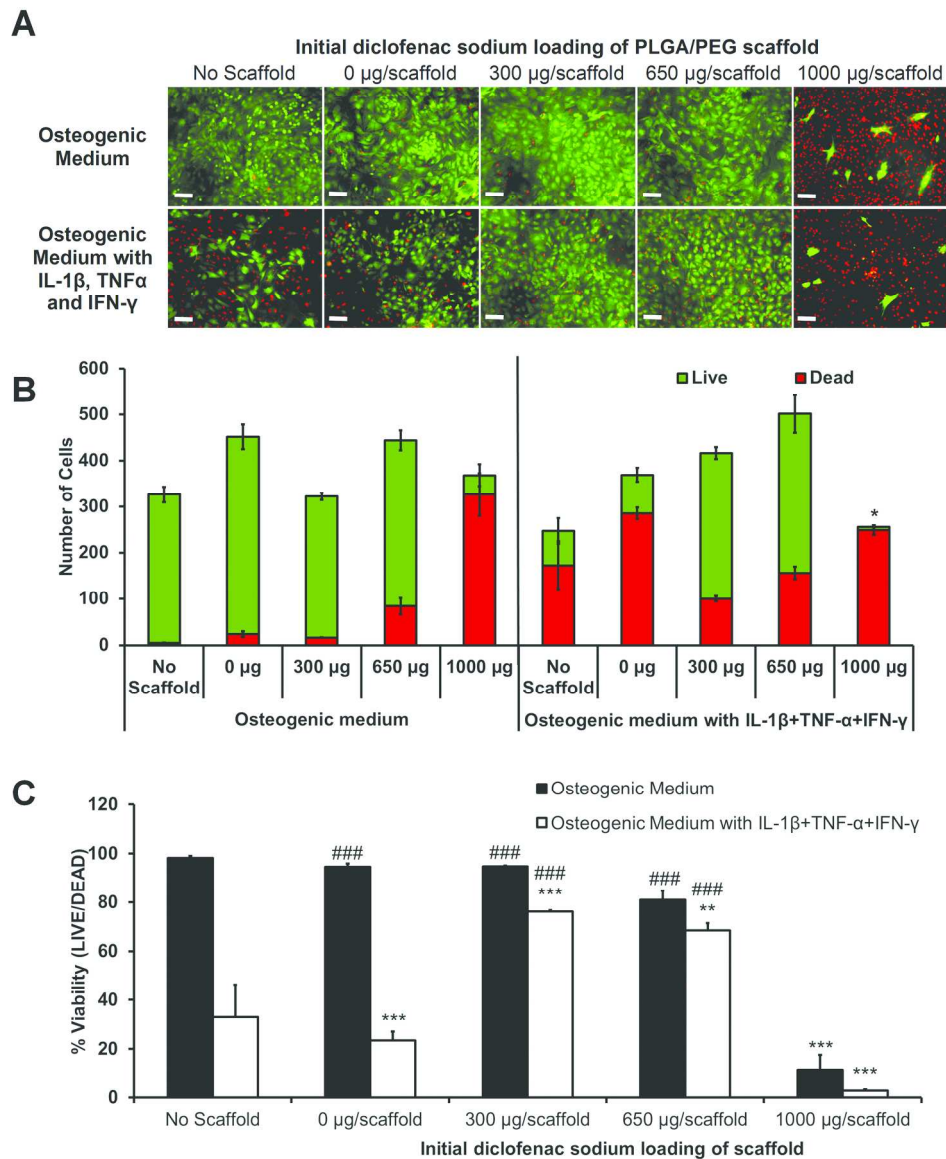 A
Initial diclofenac sodium loading of PLGA/PEG scaffold
No Scaffold 0 µg/scaffold 300 µg/scaffold 650 µg/scaffold 1000 µg/scaffold
Osteogenic
Medium
Osteogenic
Medium with
IL-1β, TNFα
and IFN-γ
B
600
500
400
300
200
100
0
Number of Cells
Live Dead
*
No
Scaffold
0 µg 300 µg 650 µg 1000 µg
No
Scaffold
0 µg 300 µg 650 µg 1000 µg
Osteogenic medium
Osteogenic medium with IL-1β+TNF-α+IFN-γ
C
120
100
80
60
40
20
0
% Viability (LIVE/DEAD)
Osteogenic Medium
Osteogenic Medium with IL-1β+TNF-α+IFN-γ
###
***
###
###
***
###
###
**
***
***
No Scaffold 0 µg/scaffold 300 µg/scaffold 650 µg/scaffold 1000 µg/scaffold
Initial diclofenac sodium loading of scaffold